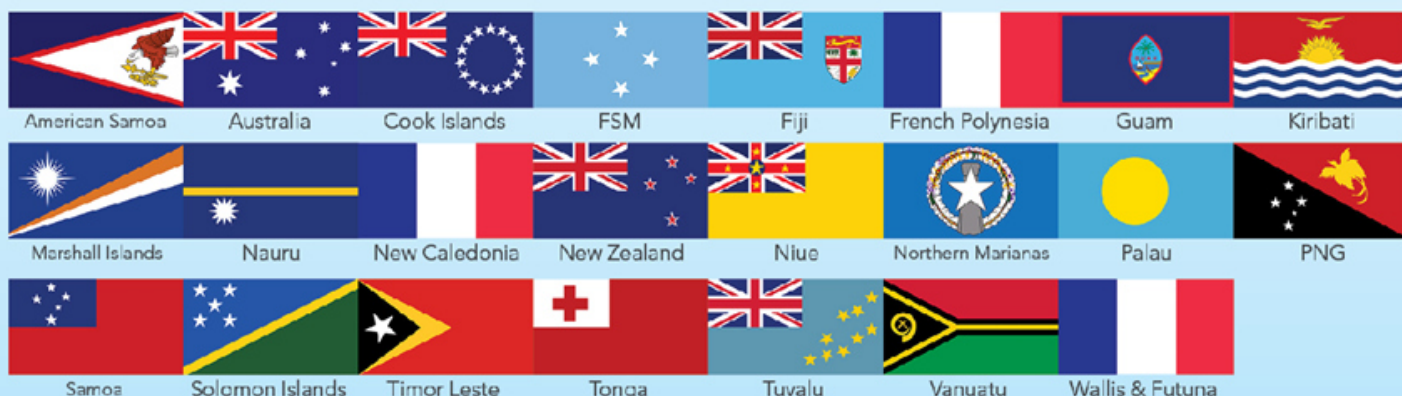 American Samoa Australia Cook Islands FSM Fiji French Polynesia Guam Kiribati
Marshall Islands Nauru New Caledonia New Zealand Niue Northern Marianas Palau PNG
Samoa Solomon Islands Timor Leste Tonga Tuvalu Vanuatu Wallis & Futuna